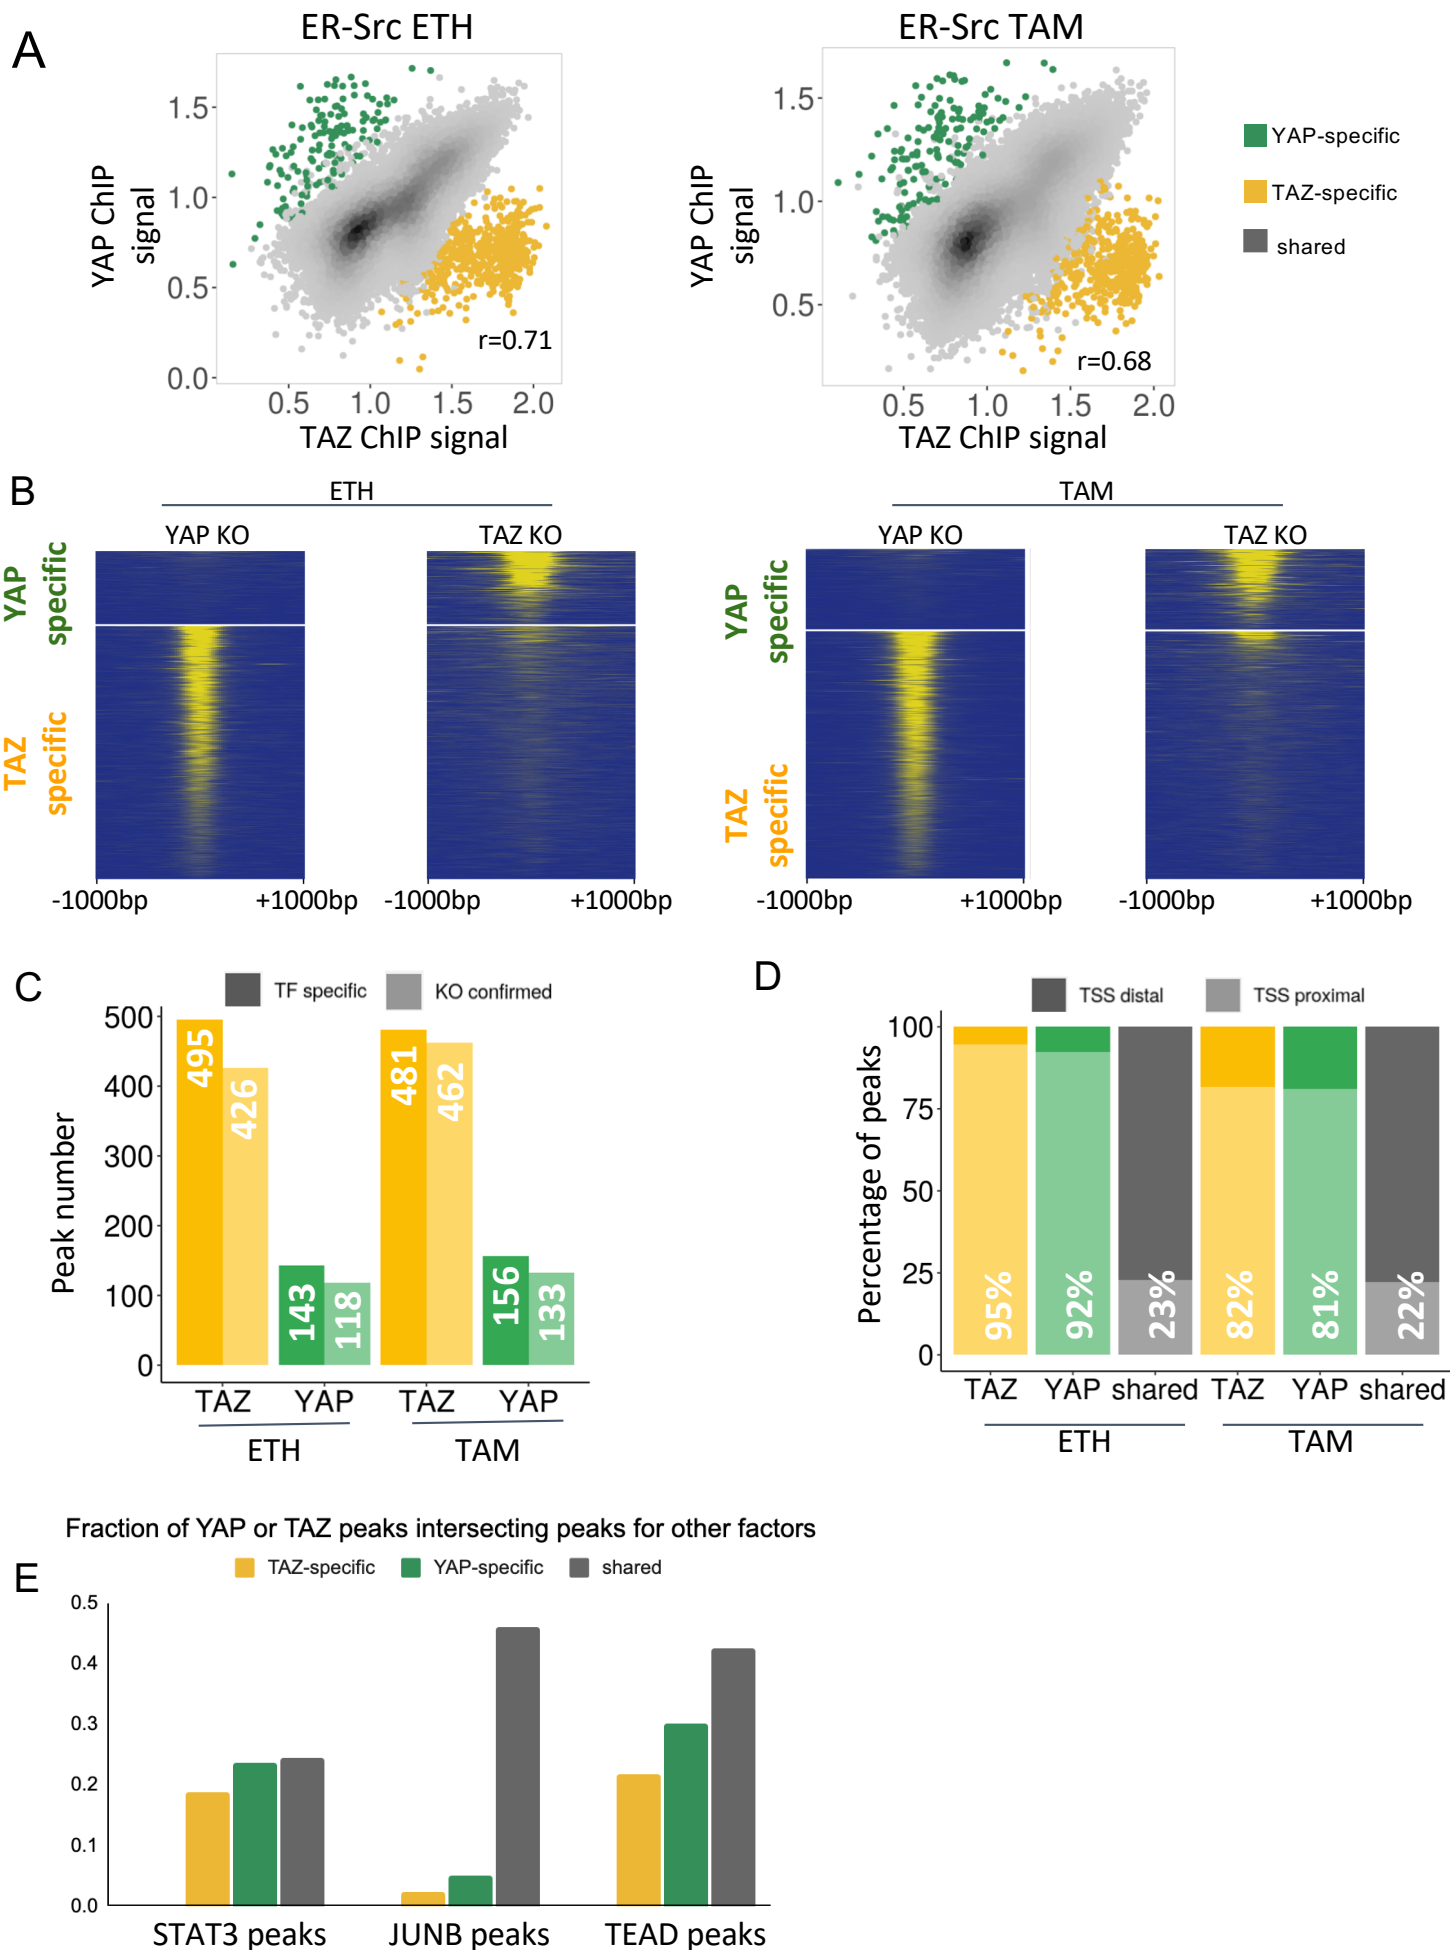 A
ER-Src ETH
ER-Src TAM
YAP ChIP
signal
1.5
1.0
0.5
0.0
r=0.71
0.5 1.0 1.5 2.0
TAZ ChIP signal
YAP ChIP
signal
1.5
1.0
0.5
r=0.68
0.5 1.0 1.5 2.0
TAZ ChIP signal
YAP-specific
TAZ-specific
shared
B
ETH
YAP KO TAZ KO
YAP
specific
TAZ
specific
-1000bp +1000bp -1000bp +1000bp
TAM
YAP KO TAZ KO
YAP
specific
TAZ
specific
-1000bp +1000bp -1000bp +1000bp
C
TF specific KO confirmed
Peak number
500
400
300
200
100
0
495 426 143 118 481 462 156 133
TAZ YAP TAZ YAP
ETH TAM
D
TSS distal TSS proximal
Percentage of peaks
100
75
50
25
0
95% 92% 23% 82% 81% 22%
TAZ YAP shared TAZ YAP shared
ETH TAM
Fraction of YAP or TAZ peaks intersecting peaks for other factors
E
TAZ-specific YAP-specific shared
0.5
0.4
0.3
0.2
0.1
0.0
STAT3 peaks JUNB peaks TEAD peaks